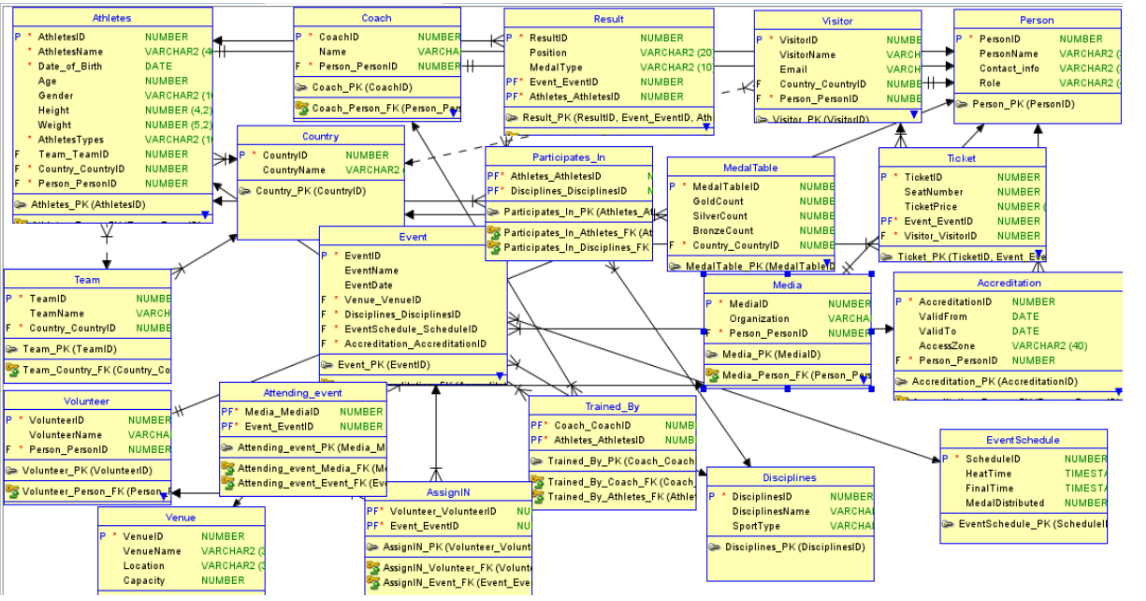 Athletes
P * AthletesID NUMBER
* AthletesName VARCHAR2 (4
* Date_of_Birth DATE
Age NUMBER
Gender VARCHAR2 (1
Height NUMBER (4,2)
Weight NUMBER (5,2)
* AthletesTypes VARCHAR2 (1
F Team_TeamID NUMBER
F * Country_CountryID NUMBER
F * Person_PersonID NUMBER
Athletes_PK (AthletesID)
Coach
P * CoachID NUMBER
Name VARCHA
F * Person_PersonID NUMBER
Coach_PK (CoachID)
Coach_Person_FK (Person_Per
Result
P * ResultID NUMBER
Position VARCHAR2 (20
MedalType VARCHAR2 (10
PF* Event_EventID NUMBER
PF* Athletes_AthletesID NUMBER
Result_PK (ResultID, Event_EventID, Ath
Visitor
P * VisitorID NUMBE
VisitorName VARCH
Email VARCH
F Country_CountryID NUMBE
F * Person_PersonID NUMBE
Visitor_PK (VisitorID)
Person
P * PersonID NUMBER
PersonName VARCHAR2 (
Contact_info VARCHAR2 (
Role VARCHAR2 (
Person_PK (PersonID)
Country
P * CountryID NUMBER
CountryName VARCHAR2 (
Country_PK (CountryID)
Participates_In
PF* Athletes_AthletesID N
PF* Disciplines_DisciplinesID N
Participates_In_PK (Athletes_At
Participates_In_Athletes_FK (At
Participates_In_Disciplines_FK
MedalTable
P * MedalTableID NUMBE
GoldCount NUMBE
SilverCount NUMBE
BronzeCount NUMBE
F * Country_CountryID NUMBE
MedalTable_PK (MedalTableID
Ticket
P * TicketID NUMBER
SeatNumber NUMBER
TicketPrice NUMBER (
PF* Event_EventID NUMBER
F * Visitor_VisitorID NUMBER
Ticket_PK (TicketID, Event_Eve
Event
P * EventID
EventName
EventDate
F * Venue_VenueID
F * Disciplines_DisciplinesID
F * EventSchedule_ScheduleID
F * Accreditation_AccreditationID
Event_PK (EventID)
Team
P * TeamID NUMBE
TeamName VARCH
F * Country_CountryID NUMBE
Team_PK (TeamID)
Team_Country_FK (Country_Co
Media
P * MediaID NUMBE
Organization VARCHA
F * Person_PersonID NUMBE
Media_PK (MediaID)
Media_Person_FK (Person_Pers
Accreditation
P * AccreditationID NUMBER
ValidFrom DATE
ValidTo DATE
AccessZone VARCHAR2 (40)
F * Person_PersonID NUMBER
Accreditation_PK (AccreditationID)
Volunteer
P * VolunteerID NUMBER
VolunteerName VARCHA
F * Person_PersonID NUMBER
Volunteer_PK (VolunteerID)
Volunteer_Person_FK (Person_
Attending_event
PF* Media_MediaID NUMBER
PF* Event_EventID NUMBER
Attending_event_PK (Media_M
Attending_event_Media_FK (Me
Attending_event_Event_FK (Eve
Trained_By
PF* Coach_CoachID NUMB
PF* Athletes_AthletesID NUMB
Trained_By_PK (Coach_Coach
Trained_By_Coach_FK (Coach_
Trained_By_Athletes_FK (Athlet
EventSchedule
P * ScheduleID NUMBER
HeatTime TIMESTA
FinalTime TIMESTA
MedalDistributed NUMBER
EventSchedule_PK (ScheduleI
Disciplines
P * DisciplinesID NUMBER
DisciplinesName VARCHA
SportType VARCHA
Disciplines_PK (DisciplinesID)
AssignIN
PF* Volunteer_VolunteerID NU
PF* Event_EventID NU
AssignIN_PK (Volunteer_Volunt
AssignIN_Volunteer_FK (Volunt
AssignIN_Event_FK (Event_Eve
Venue
P * VenueID NUMBER
VenueName VARCHAR2 (3
Location VARCHAR2 (3
Capacity NUMBER